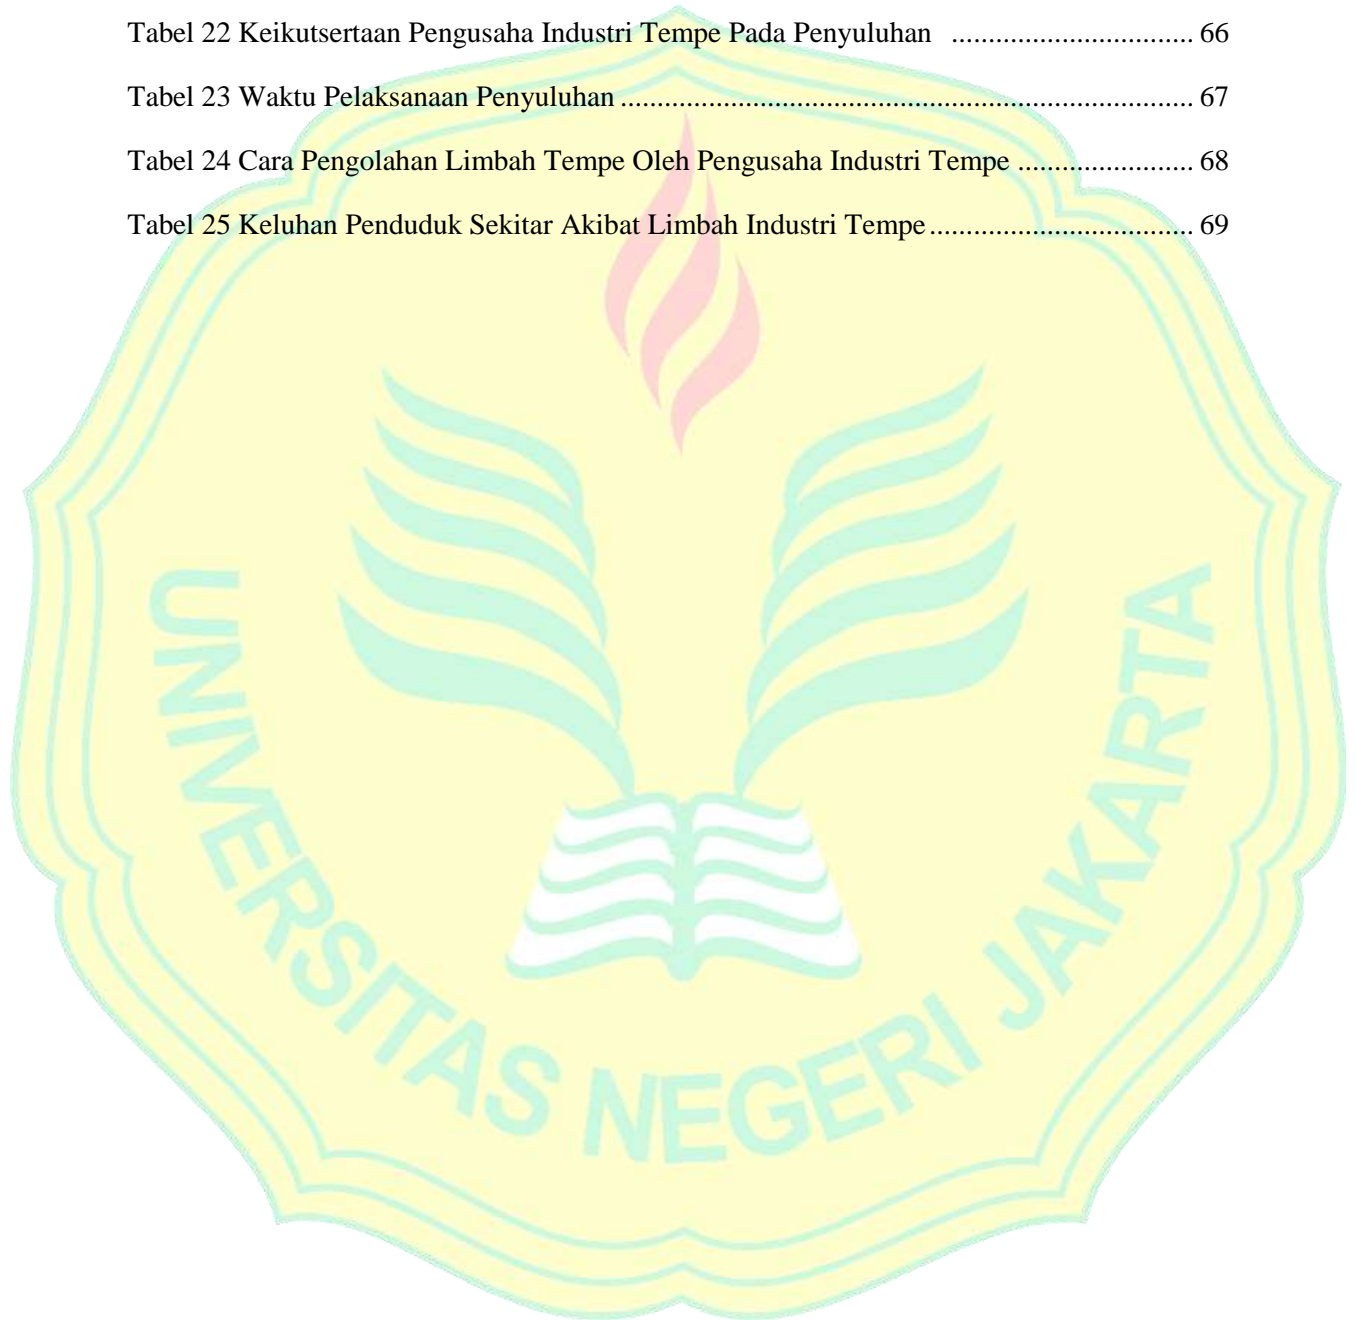 Tabel 22 Keikutsertaan Pengusaha Industri Tempe Pada Penyuluhan ................................. 66
Tabel 23 Waktu Pelaksanaan Penyuluhan .............................................................................. 67
Tabel 24 Cara Pengolahan Limbah Tempe Oleh Pengusaha Industri Tempe ........................ 68
Tabel 25 Keluhan Penduduk Sekitar Akibat Limbah Industri Tempe .................................... 69
UNIVERSITAS NEGERI JAKARTA